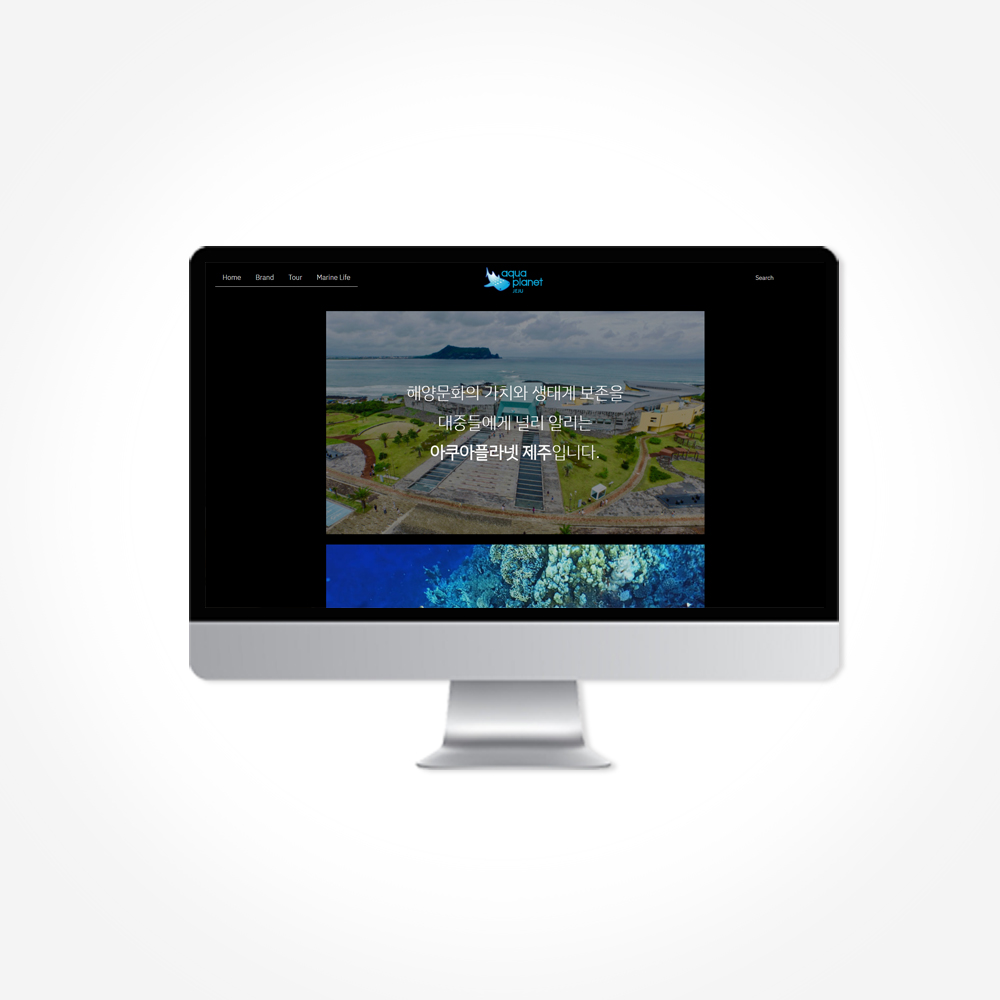 Home Brand Tour Marine Life
aqua
planet
JEJU
Search
해양문화의 가치와 생태계 보존을
대중들에게 널리 알리는
아쿠아플라넷 제주입니다.